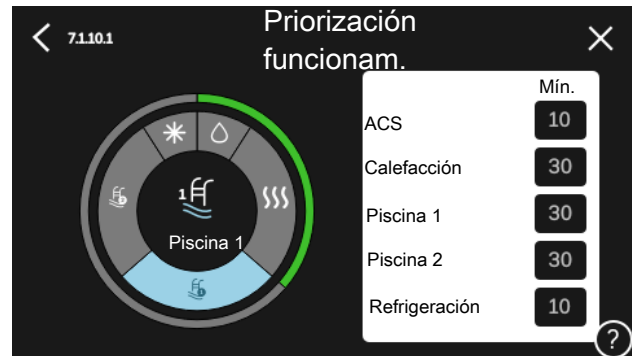 7.1.10.1
Priorización
funcionam.
Mín.
ACS 10
Calefacción 30
Piscina 1 30
Piscina 2 30
Refrigeración 10
1
Piscina 1
?